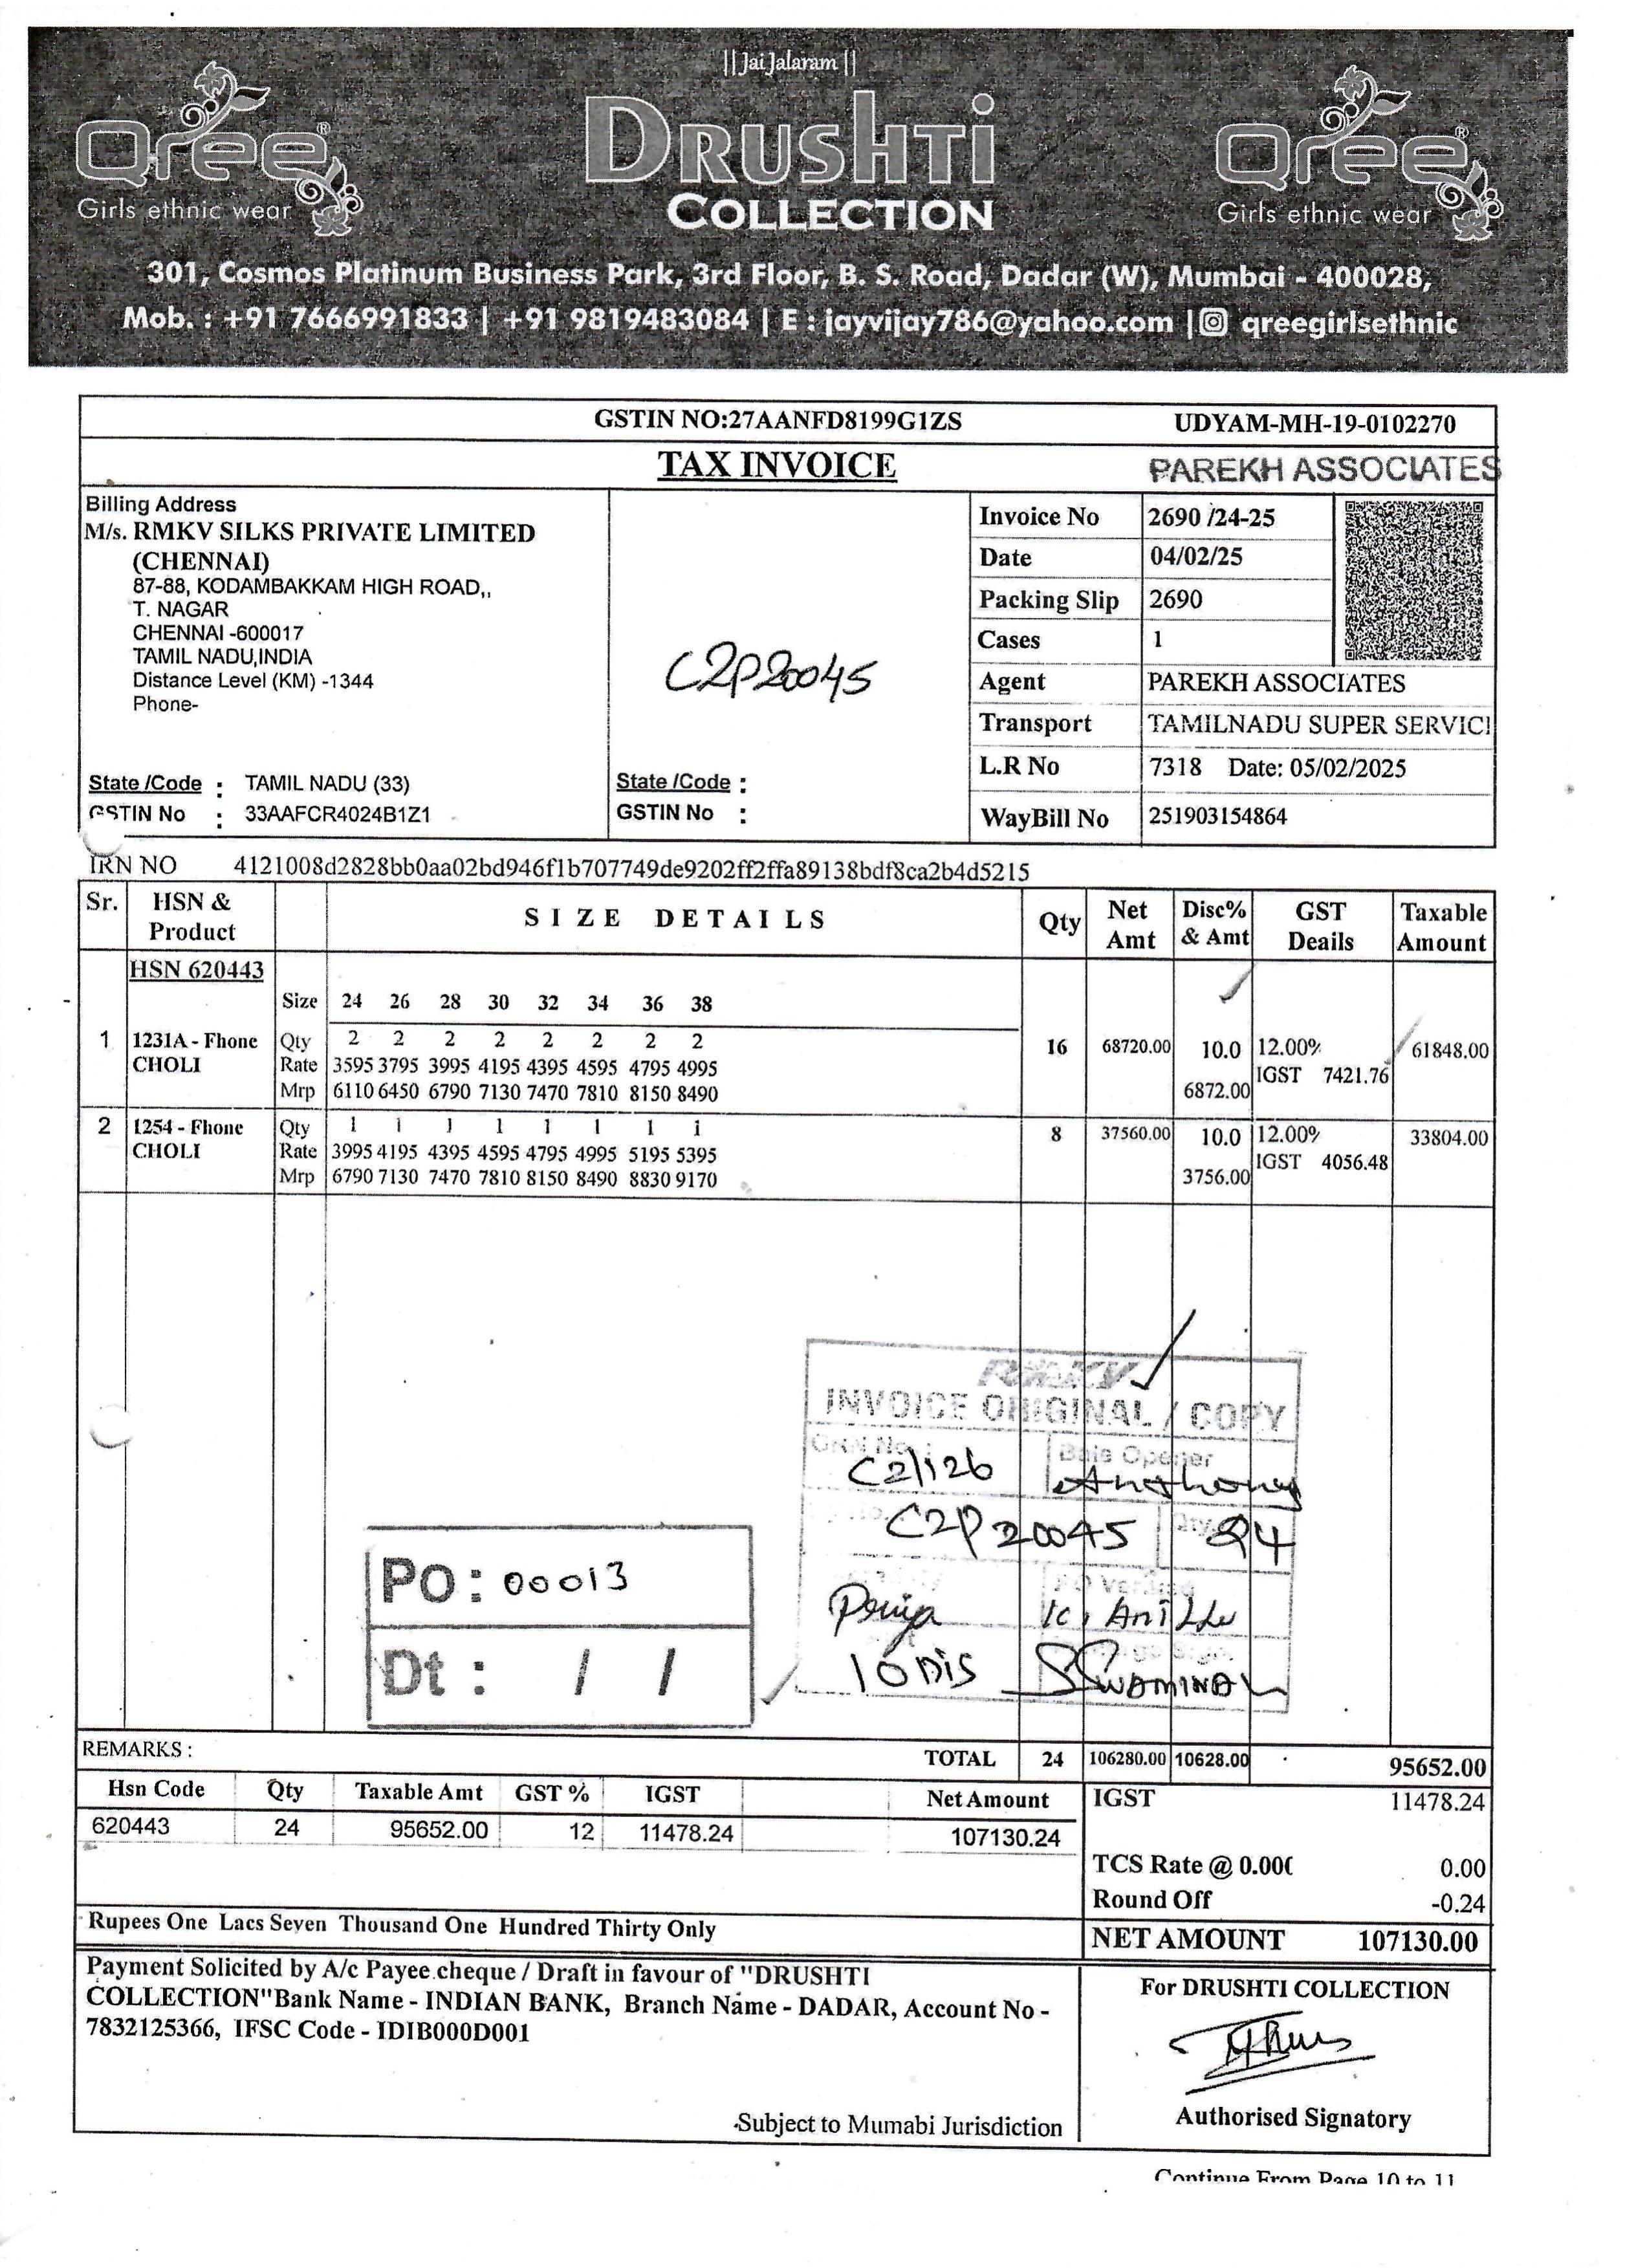 ||Jai Jalaram||
Qree®
Girls ethnic wear
DRUSHTI
COLLECTION
Qree®
Girls ethnic wear
301, Cosmos Platinum Business Park, 3rd Floor, B. S. Road, Dadar (W), Mumbai - 400028,
Mob. : +91 7666991833 | +91 9819483084 | E : jayvijay786@yahoo.com | qreegirlsethnic
GSTIN NO:27AANFD8199G1ZS UDYAM-MH-19-0102270
TAX INVOICE PAREKH ASSOCIATES
Billing Address
M/s. RMKV SILKS PRIVATE LIMITED
(CHENNAI)
87-88, KODAMBAKKAM HIGH ROAD,,
T. NAGAR
CHENNAI -600017
TAMIL NADU,INDIA
Distance Level (KM) -1344
Phone-
State /Code : TAMIL NADU (33)
GSTIN No : 33AAFCR4024B1Z1
C2P20045
State /Code :
GSTIN No :
Invoice No 2690 /24-25
Date 04/02/25
Packing Slip 2690
Cases 1
Agent PAREKH ASSOCIATES
Transport TAMILNADU SUPER SERVICI
L.R No 7318 Date: 05/02/2025
WayBill No 251903154864
IRN NO 4121008d2828bb0aa02bd946f1b707749de9202ff2ffa89138bdf8ca2b4d5215
Sr. HSN & Product SIZE DETAILS Qty Net Amt Disc% & Amt GST Deails Taxable Amount
HSN 620443
Size 24 26 28 30 32 34 36 38
1 1231A - Fhone Qty 2 2 2 2 2 2 2 2 16 68720.00 10.0 12.00% 61848.00
CHOLI Rate 3595 3795 3995 4195 4395 4595 4795 4995 IGST 7421.76
Mrp 6110 6450 6790 7130 7470 7810 8150 8490 6872.00
2 1254 - Fhone Qty 1 1 1 1 1 1 1 1 8 37560.00 10.0 12.00% 33804.00
CHOLI Rate 3995 4195 4395 4595 4795 4995 5195 5395 IGST 4056.48
Mrp 6790 7130 7470 7810 8150 8490 8830 9170 3756.00
RMKV
INVOICE ORIGINAL / COPY
GRN No : Bale Opener
C2/126 Anthony
C2P20045 Qty 24
Priya
10 Dis SSWAMINAL
PO : 00013
Dt : / /
REMARKS : TOTAL 24 106280.00 10628.00 95652.00
Hsn Code Qty Taxable Amt GST % IGST Net Amount
620443 24 95652.00 12 11478.24 107130.24
IGST 11478.24
TCS Rate @ 0.00( 0.00
Round Off -0.24
Rupees One Lacs Seven Thousand One Hundred Thirty Only
NET AMOUNT 107130.00
Payment Solicited by A/c Payee.cheque / Draft in favour of "DRUSHTI
COLLECTION"Bank Name - INDIAN BANK, Branch Name - DADAR, Account No -
7832125366, IFSC Code - IDIB000D001
For DRUSHTI COLLECTION
Authorised Signatory
Subject to Mumabi Jurisdiction
Continue From Page 10 to 11